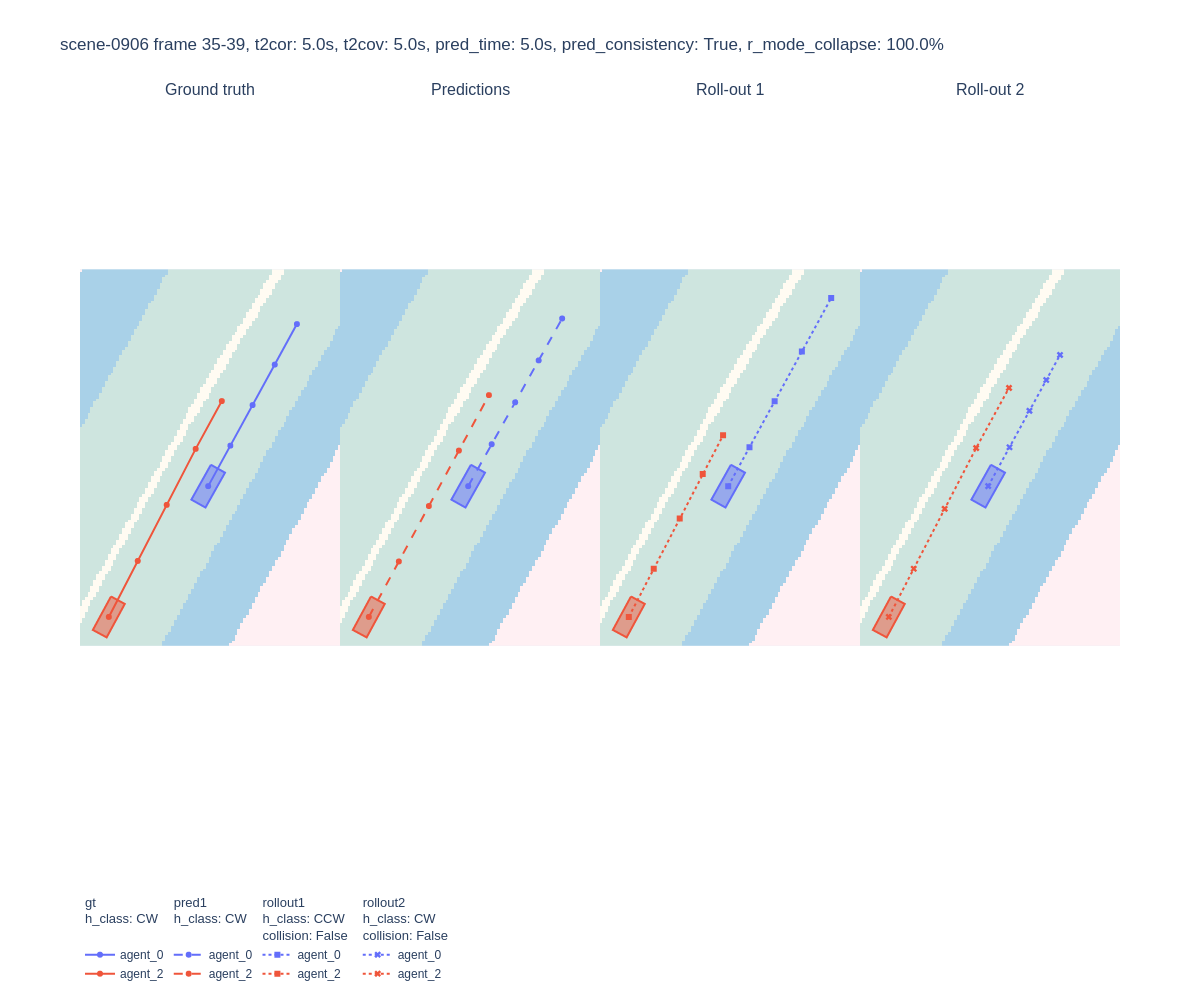 scene-0906 frame 35-39, t2cor: 5.0s, t2cov: 5.0s, pred_time: 5.0s, pred_consistency: True, r_mode_collapse: 100.0%
Ground truth
Predictions
Roll-out 1
Roll-out 2
gt
h_class: CW
agent_0
agent_2
pred1
h_class: CW
agent_0
agent_2
rollout1
h_class: CCW
collision: False
agent_0
agent_2
rollout2
h_class: CW
collision: False
agent_0
agent_2